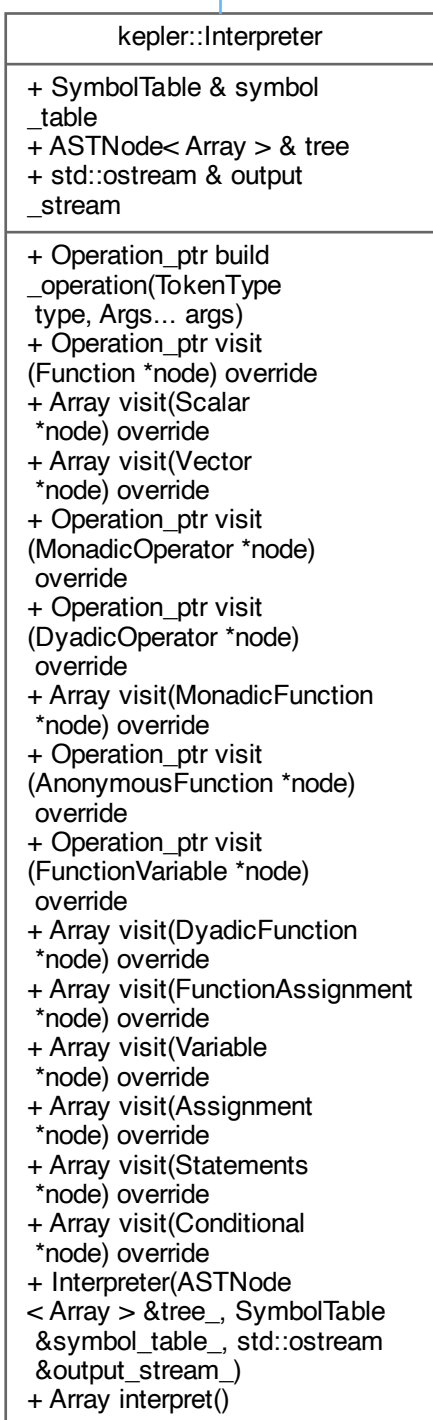 kepler::Interpreter
+ SymbolTable & symbol
_table
+ ASTNode< Array > & tree
+ std::ostream & output
_stream
+ Operation_ptr build
_operation(TokenType
type, Args... args)
+ Operation_ptr visit
(Function *node) override
+ Array visit(Scalar
*node) override
+ Array visit(Vector
*node) override
+ Operation_ptr visit
(MonadicOperator *node)
override
+ Operation_ptr visit
(DyadicOperator *node)
override
+ Array visit(MonadicFunction
*node) override
+ Operation_ptr visit
(AnonymousFunction *node)
override
+ Operation_ptr visit
(FunctionVariable *node)
override
+ Array visit(DyadicFunction
*node) override
+ Array visit(FunctionAssignment
*node) override
+ Array visit(Variable
*node) override
+ Array visit(Assignment
*node) override
+ Array visit(Statements
*node) override
+ Array visit(Conditional
*node) override
+ Interpreter(ASTNode
< Array > &tree_, SymbolTable
&symbol_table_, std::ostream
&output_stream_)
+ Array interpret()